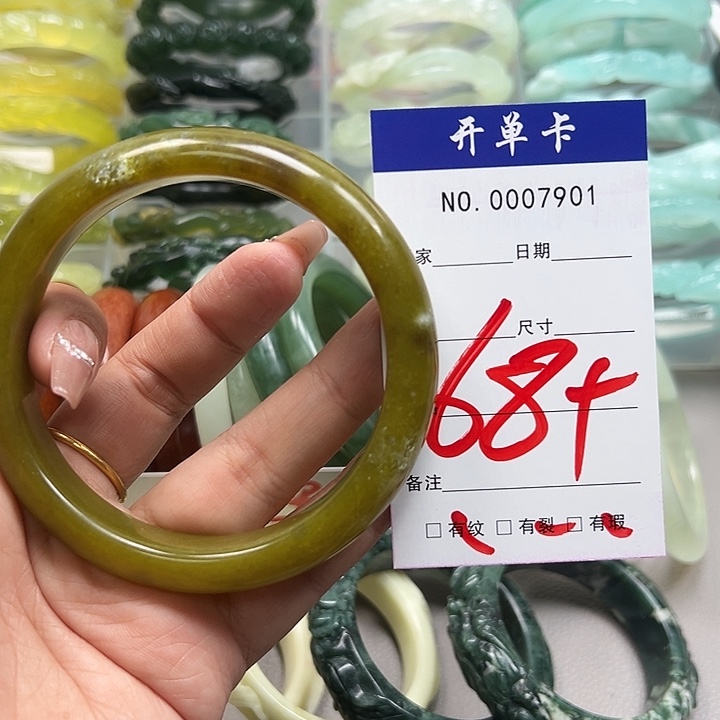 开单卡
NO. 0007901
家 日期
尺寸
68+
备注
□ 有纹 □ 有裂 □ 有瑕